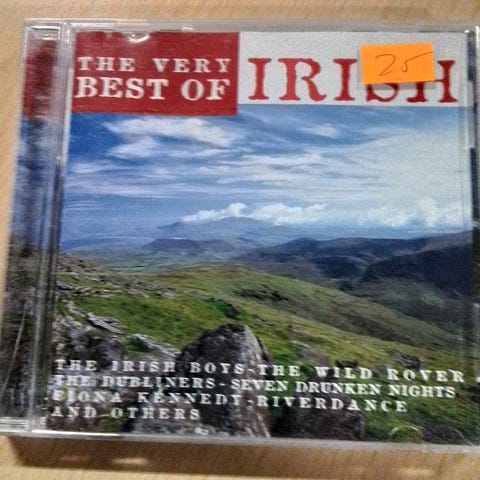 THE VERY
BEST OF
IRISH
25
THE IRISH BOYS-THE WILD ROVER
THE DUBLINERS-SEVEN DRUNKEN NIGHTS
FIONA KENNEDY-RIVERDANCE
AND OTHERS